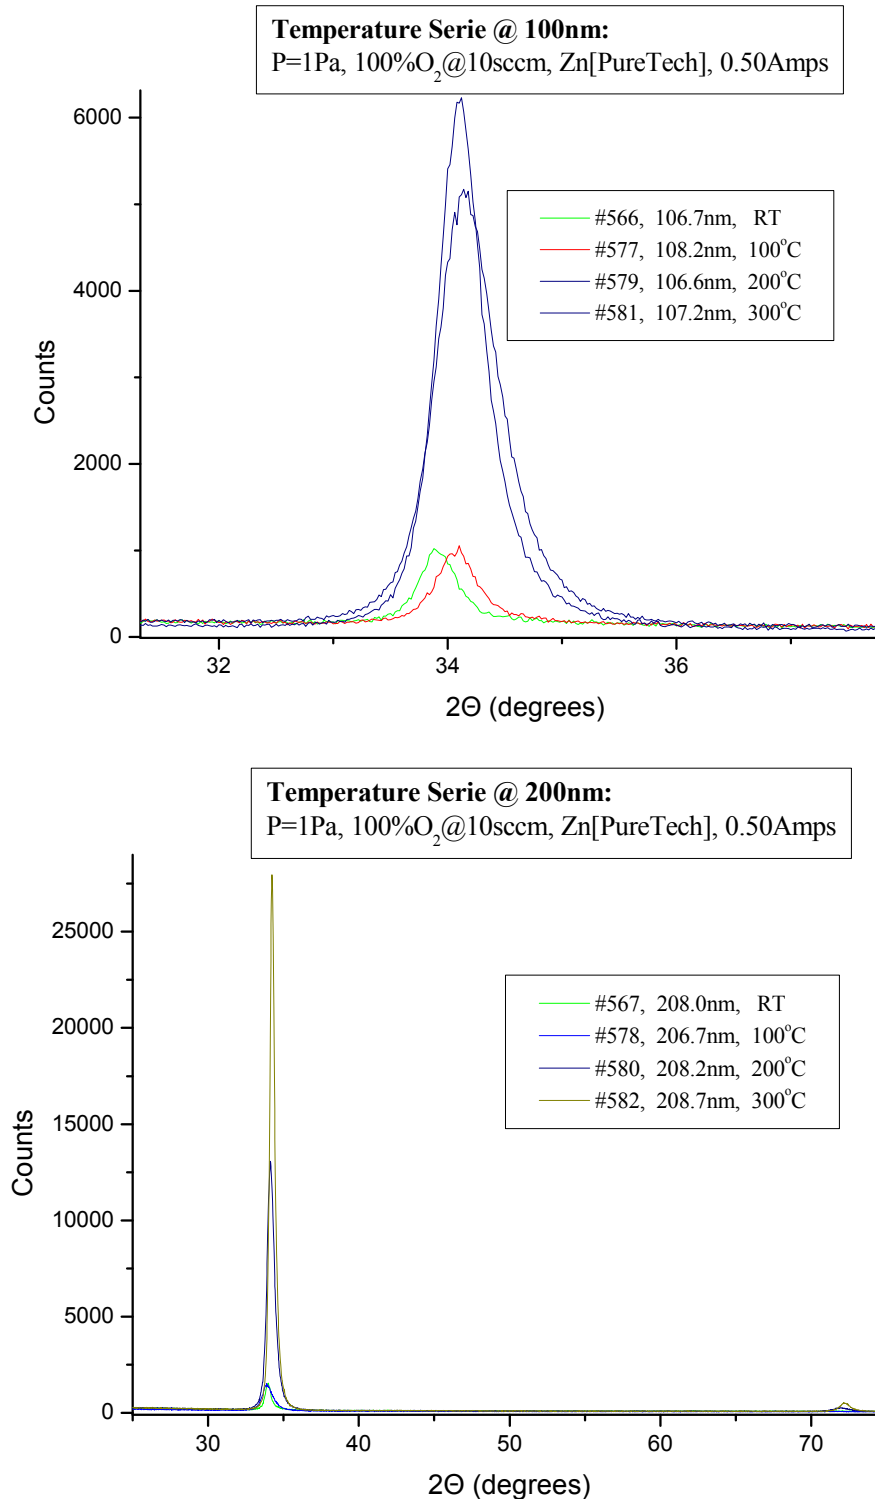 Temperature Serie @ 100nm:
P=1Pa, 100%O₂@10sccm, Zn[PureTech], 0.50Amps
6000
4000
2000
0
Counts
#566, 106.7nm, RT
#577, 108.2nm, 100°C
#579, 106.6nm, 200°C
#581, 107.2nm, 300°C
32 34 36
2Θ (degrees)
Temperature Serie @ 200nm:
P=1Pa, 100%O₂@10sccm, Zn[PureTech], 0.50Amps
25000
20000
15000
10000
5000
0
Counts
#567, 208.0nm, RT
#578, 206.7nm, 100°C
#580, 208.2nm, 200°C
#582, 208.7nm, 300°C
30 40 50 60 70
2Θ (degrees)